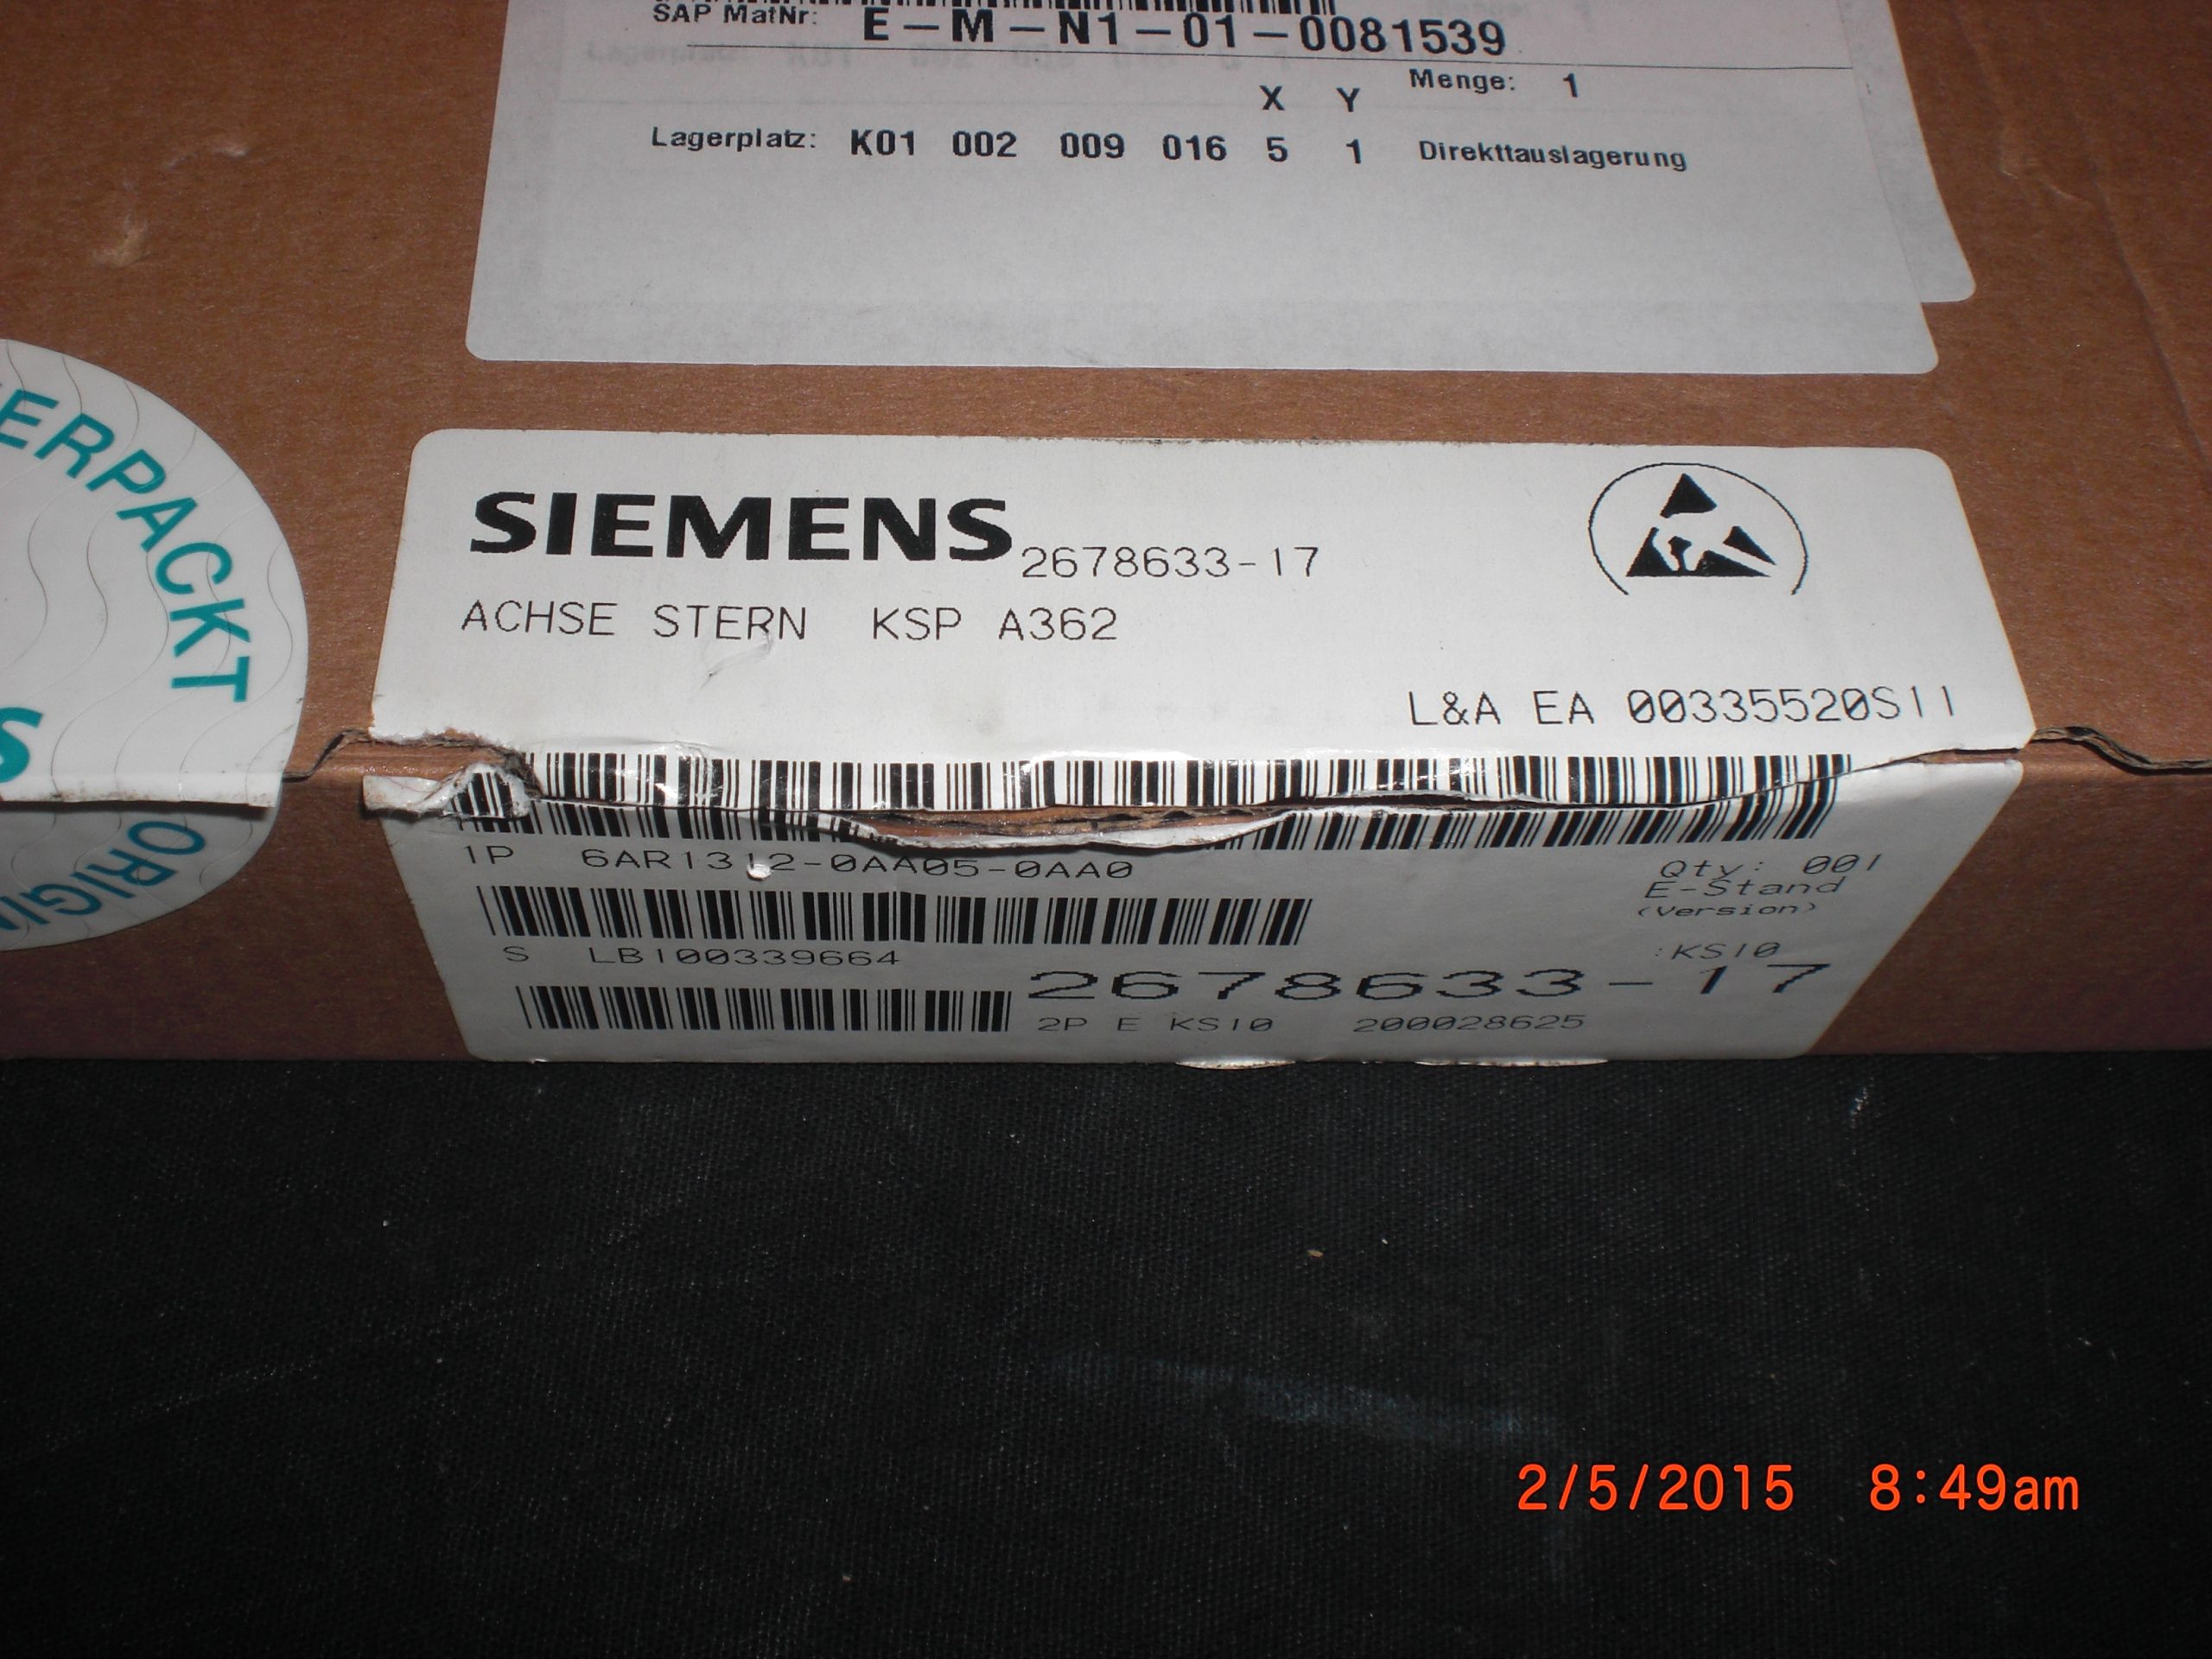 SAP MatNr: E-M-N1-01-0081539
Menge: 1
X Y
Lagerplatz: K01 002 009 016 5 1 Direkttauslagerung
ERPACKT
S
ORIGI
SIEMENS 2678633-17
ACHSE STERN KSP A362
L&A EA 00335520S11
1P 6AR1312-0AA05-0AA0
Qty: 001
E-Stand
(Version)
:KS10
S LB100339664
2678633-17
2P E KS10 200028625
2/5/2015 8:49am